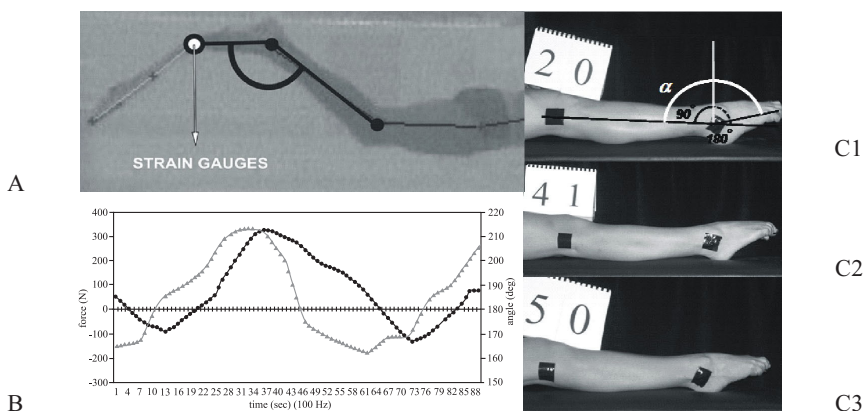 STRAIN GAUGES
A
400
300
200
100
0
-100
-200
-300
force (N)
220
210
200
190
180
170
160
150
angle (deg)
1 4 7 10 13 16 19 22 25 28 31 34 37 40 43 46 49 52 55 58 61 64 67 70 73 76 79 82 85 88
time (sec) (100 Hz)
B
2 0
α
90°
180°
C1
4 1
C2
5 0
C3